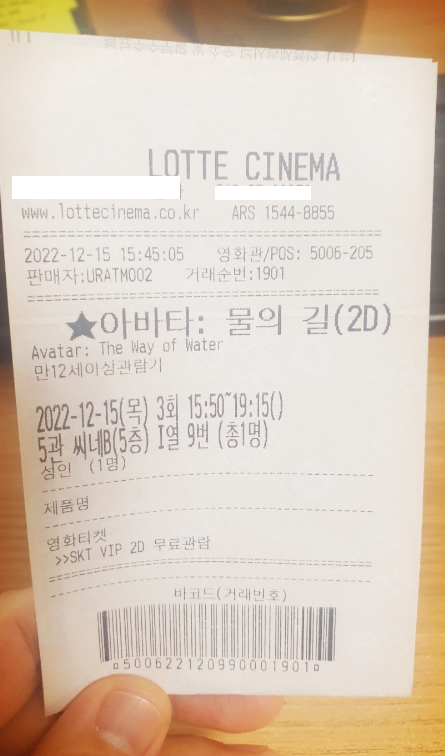 LOTTE CINEMA
www.lottecinema.co.kr ARS 1544-8855
2022-12-15 15:45:05 영화관/POS: 5006-205
판매자:URATM002 거래순번:1901
★아바타: 물의 길(2D)
Avatar: The Way of Water
만12세이상관람기
2022-12-15(목) 3회 15:50~19:15()
5관 씨네B(5층) I열 9번 (총1명)
성인 (1명)
제품명
영화티켓
>>SKT VIP 2D 무료관람
바코드(거래번호)
¤500622120990001901¤